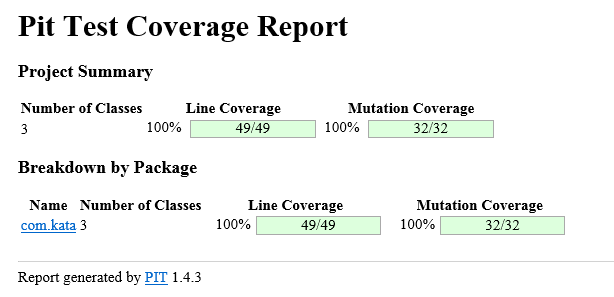 Pit Test Coverage Report
Project Summary
Number of Classes Line Coverage Mutation Coverage
3 100% 49/49 100% 32/32
Breakdown by Package
Name Number of Classes Line Coverage Mutation Coverage
com.kata 3 100% 49/49 100% 32/32
Report generated by PIT 1.4.3